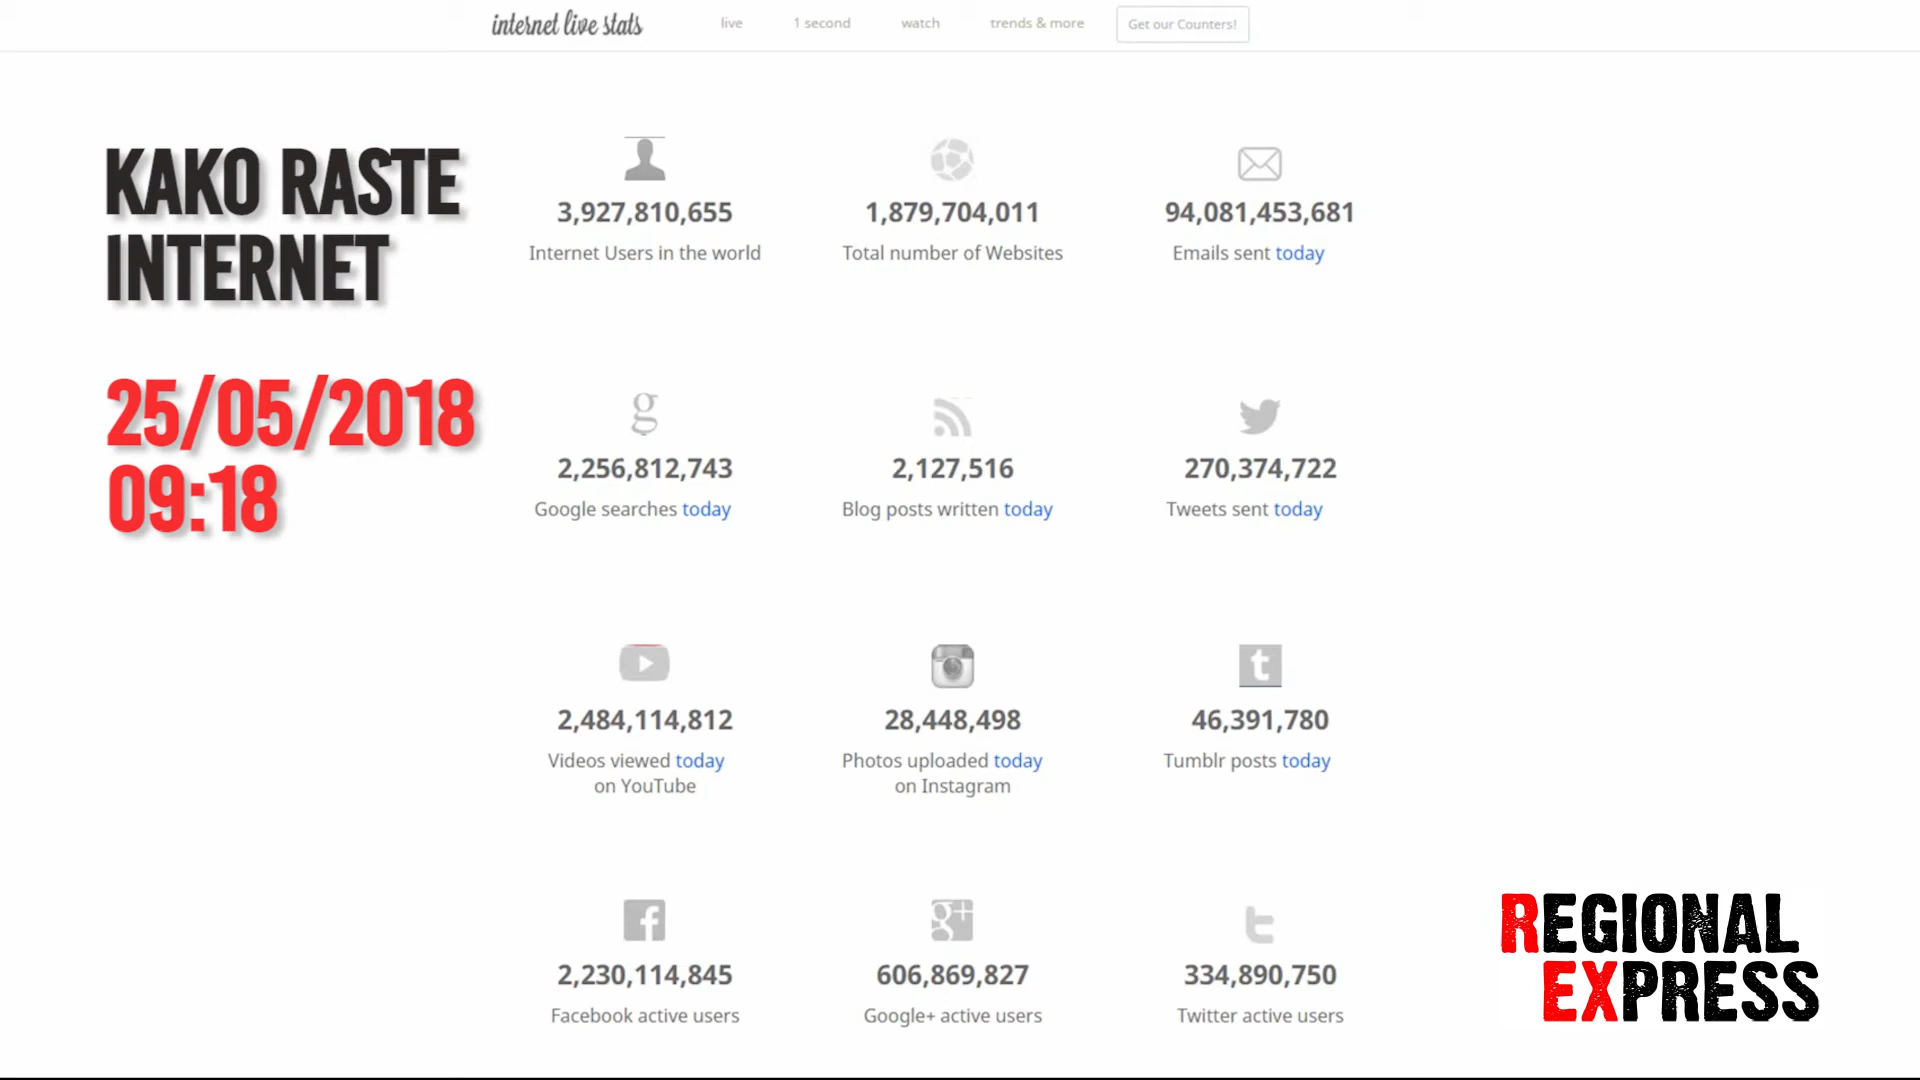 internet live stats
live
1 second
watch
trends & more
Get our Counters!
KAKO RASTE
INTERNET
25/05/2018
09:18
3,927,810,655
Internet Users in the world
1,879,704,011
Total number of Websites
94,081,453,681
Emails sent today
2,256,812,743
Google searches today
2,127,516
Blog posts written today
270,374,722
Tweets sent today
2,484,114,812
Videos viewed today
on YouTube
28,448,498
Photos uploaded today
on Instagram
46,391,780
Tumblr posts today
2,230,114,845
Facebook active users
606,869,827
Google+ active users
334,890,750
Twitter active users
REGIONAL
EXPRESS